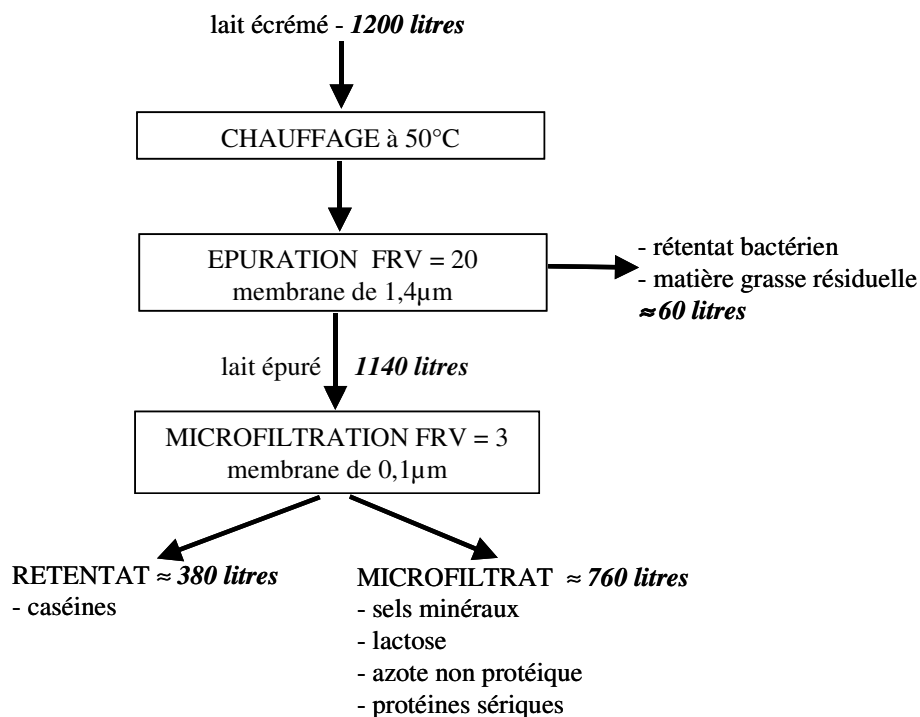 lait écrémé - 1200 litres
CHAUFFAGE à 50°C
EPURATION FRV = 20
membrane de 1,4µm
- rétentat bactérien
- matière grasse résiduelle
≈60 litres
lait épuré 1140 litres
MICROFILTRATION FRV = 3
membrane de 0,1µm
RETENTAT ≈ 380 litres
- caséines
MICROFILTRAT ≈ 760 litres
- sels minéraux
- lactose
- azote non protéique
- protéines sériques